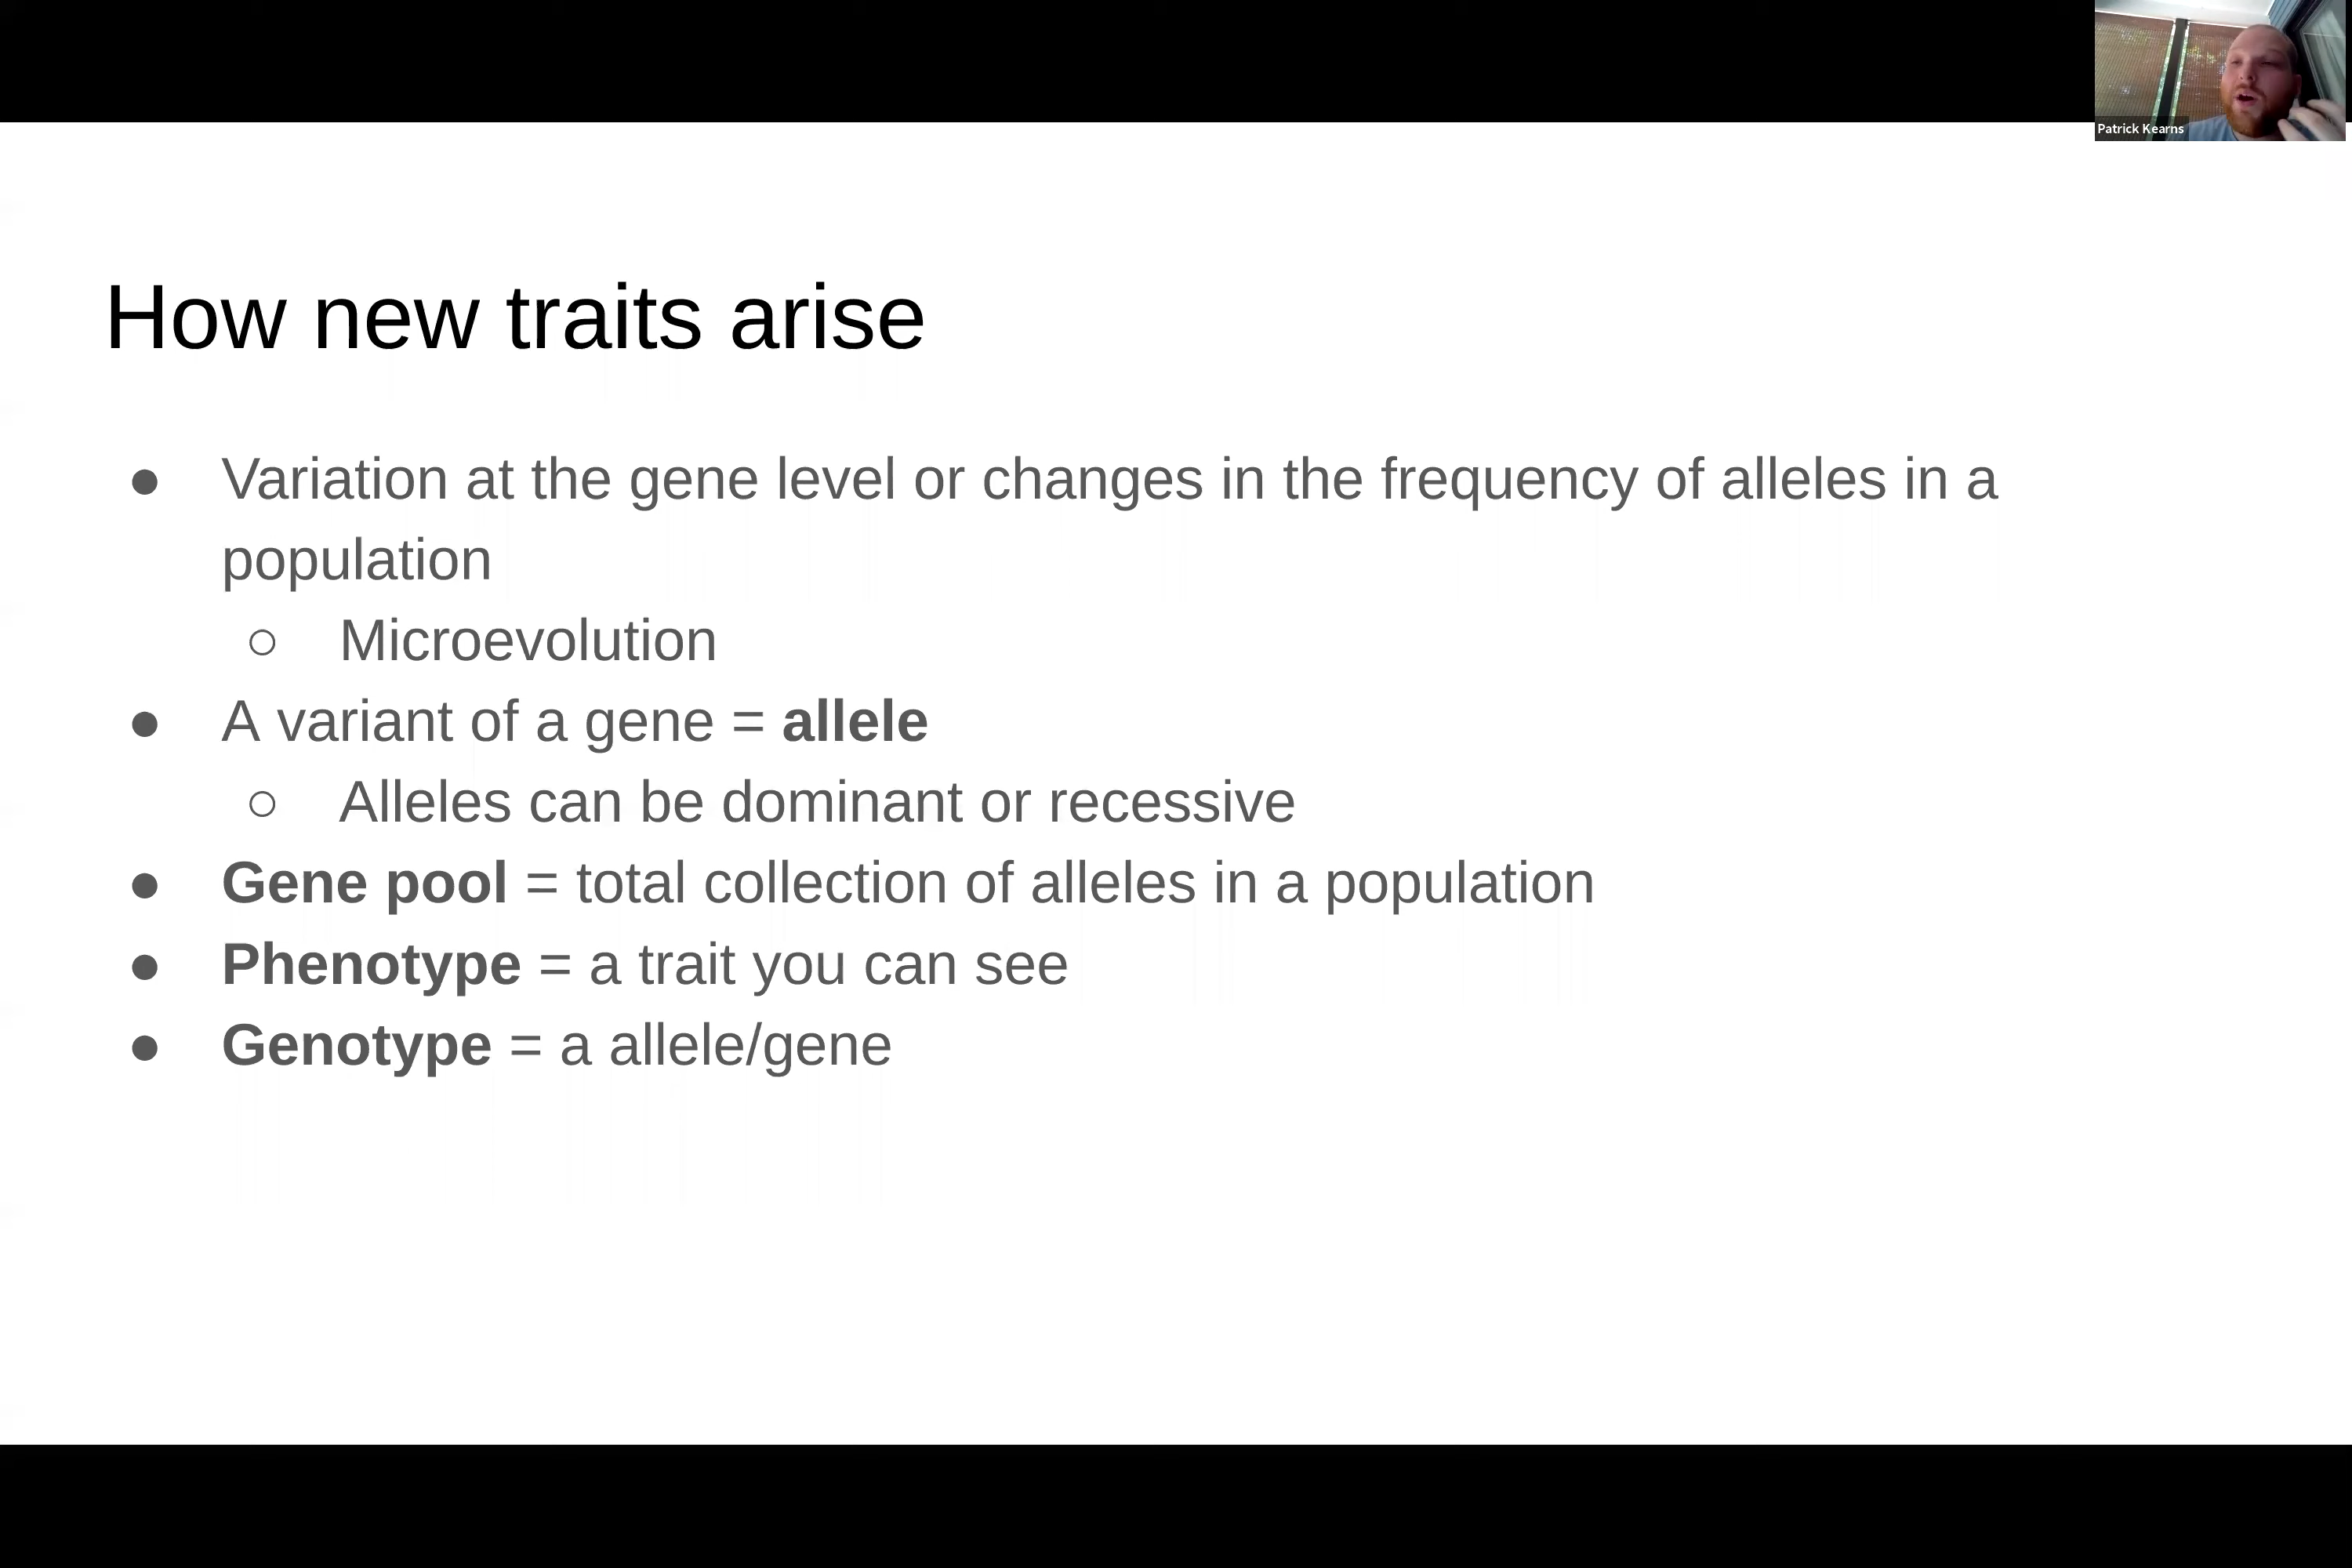 Patrick Kearns
How new traits arise
● Variation at the gene level or changes in the frequency of alleles in a
population
○ Microevolution
● A variant of a gene = allele
○ Alleles can be dominant or recessive
● Gene pool = total collection of alleles in a population
● Phenotype = a trait you can see
● Genotype = a allele/gene